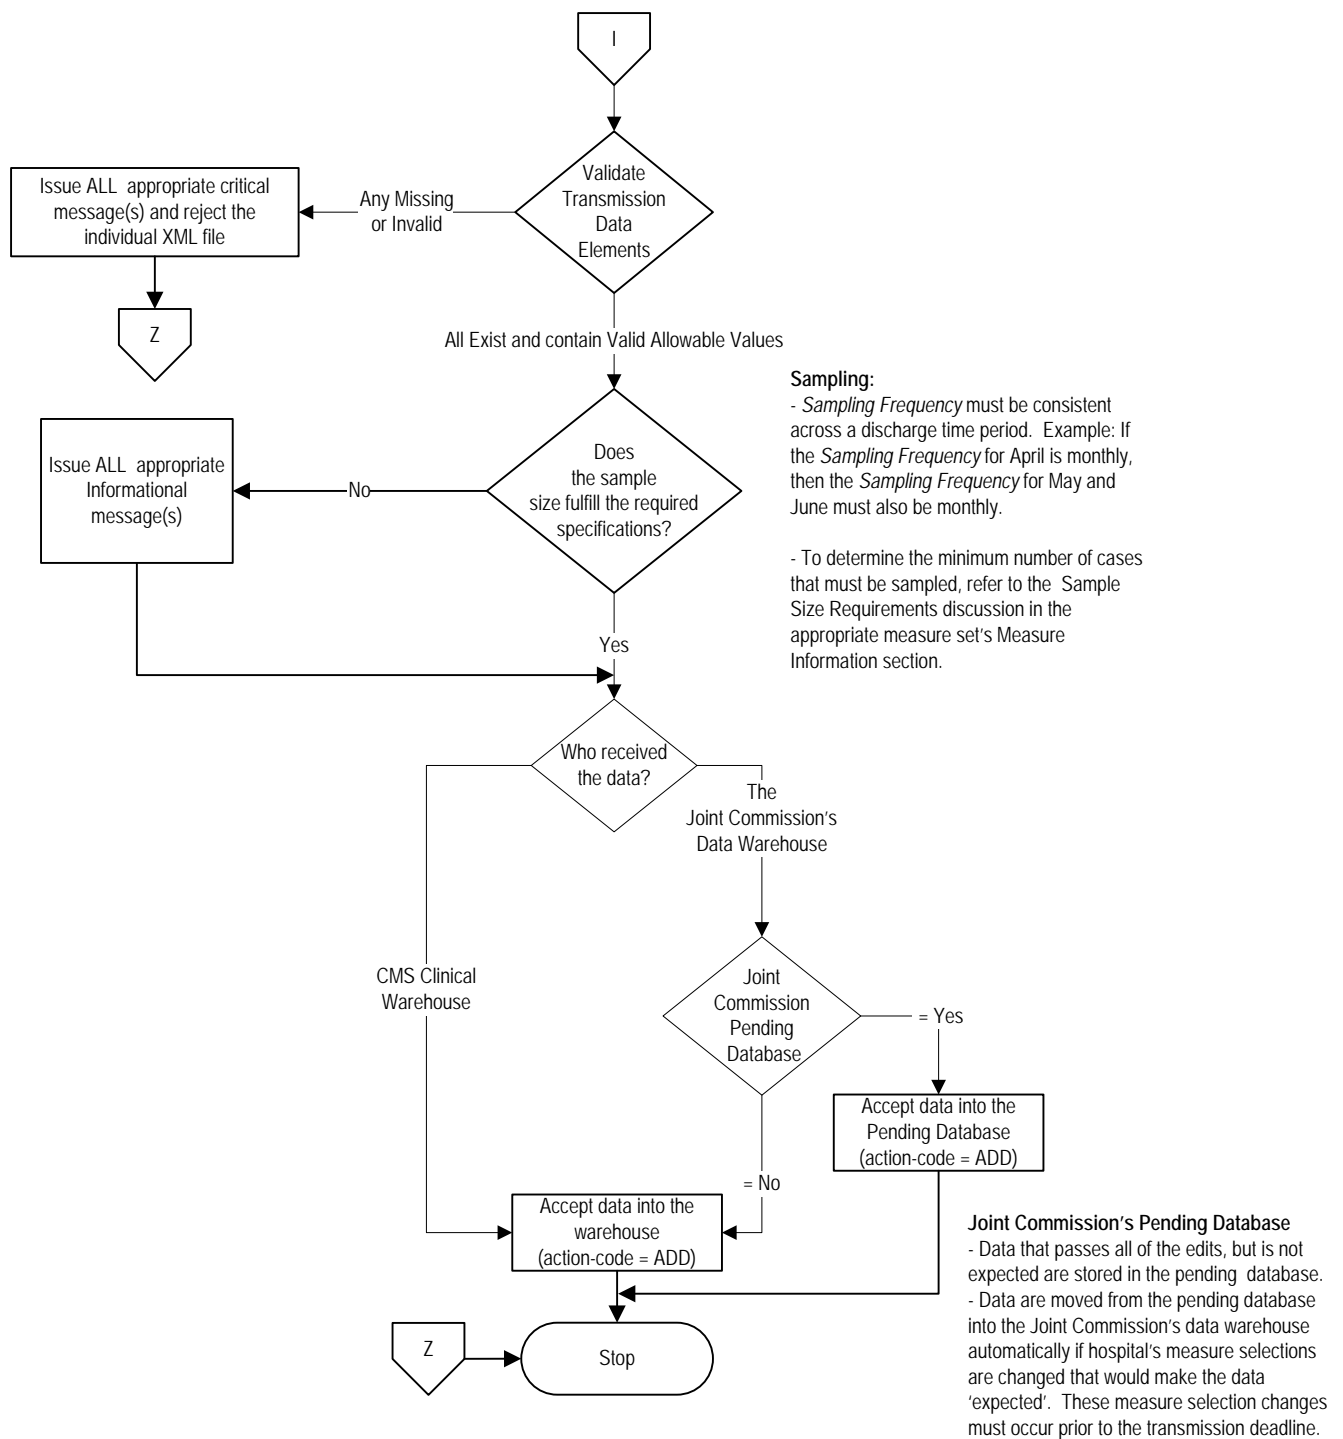 I
Validate
Transmission
Data
Elements
Any Missing
or Invalid
Issue ALL appropriate critical
message(s) and reject the
individual XML file
Z
All Exist and contain Valid Allowable Values
Sampling:
- Sampling Frequency must be consistent
across a discharge time period. Example: If
the Sampling Frequency for April is monthly,
then the Sampling Frequency for May and
June must also be monthly.
- To determine the minimum number of cases
that must be sampled, refer to the Sample
Size Requirements discussion in the
appropriate measure set's Measure
Information section.
Does
the sample
size fulfill the required
specifications?
No
Issue ALL appropriate
Informational
message(s)
Yes
Who received
the data?
The
Joint Commission's
Data Warehouse
CMS Clinical
Warehouse
Joint
Commission
Pending
Database
= Yes
Accept data into the
Pending Database
(action-code = ADD)
= No
Accept data into the
warehouse
(action-code = ADD)
Joint Commission's Pending Database
- Data that passes all of the edits, but is not
expected are stored in the pending database.
- Data are moved from the pending database
into the Joint Commission's data warehouse
automatically if hospital's measure selections
are changed that would make the data
'expected'. These measure selection changes
must occur prior to the transmission deadline.
Z
Stop